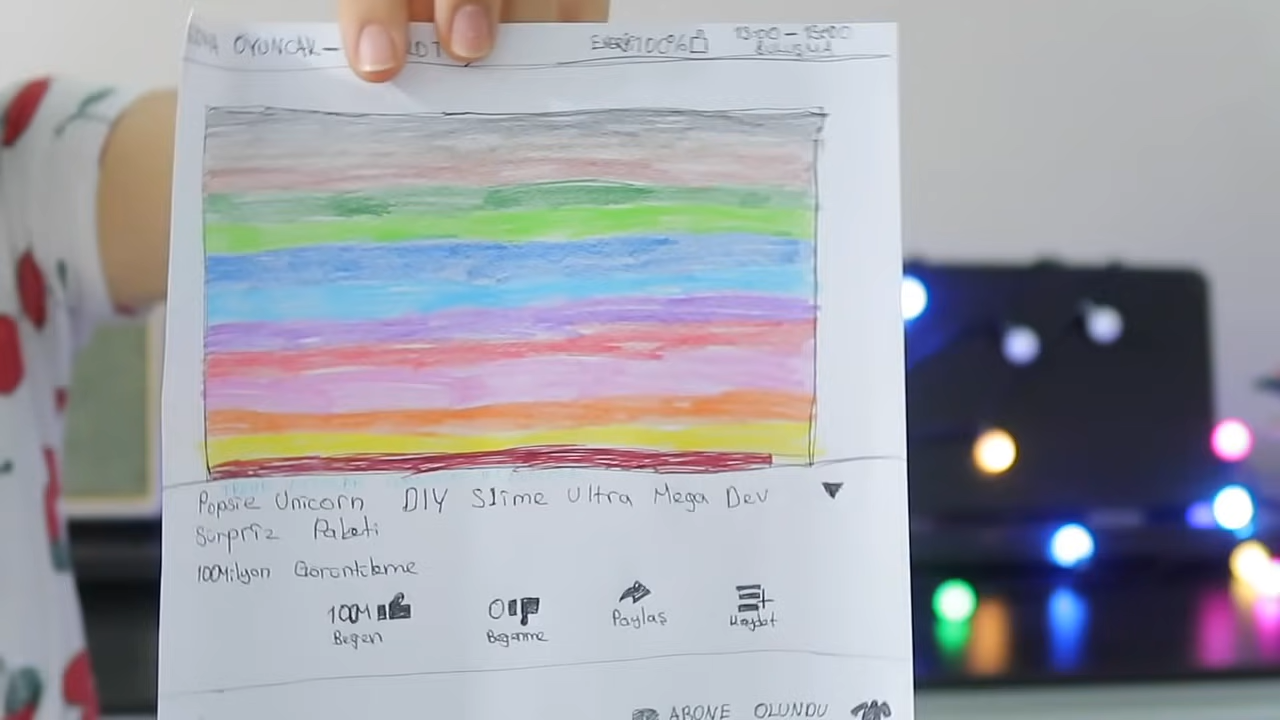 OYUNCAK—
ENERJİ 100%
13:00 – 15:00
Popsie Unicorn DIY Slime Ultra Mega Dev
Sürpriz Paketi
100Milyon Görüntüleme
100M
0
Beğen
Beğenme
Paylaş
Kaydet
ABONE OLUNDU